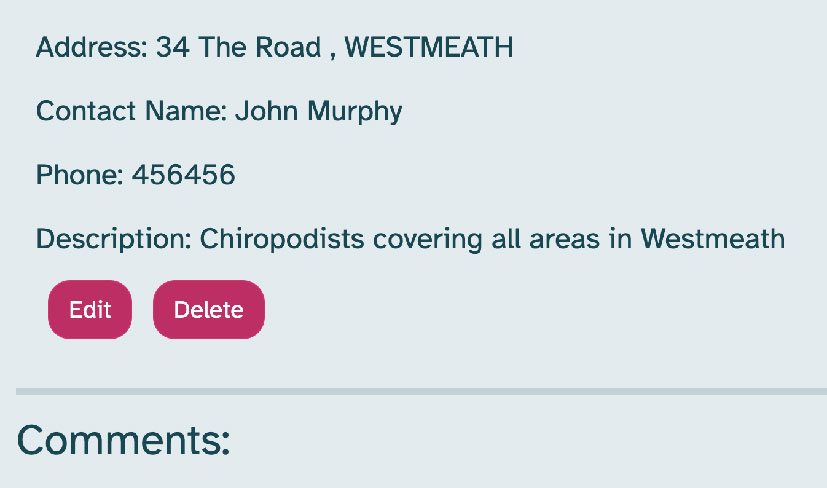 Address: 34 The Road , WESTMEATH
Contact Name: John Murphy
Phone: 456456
Description: Chiropodists covering all areas in Westmeath
Edit Delete
Comments: